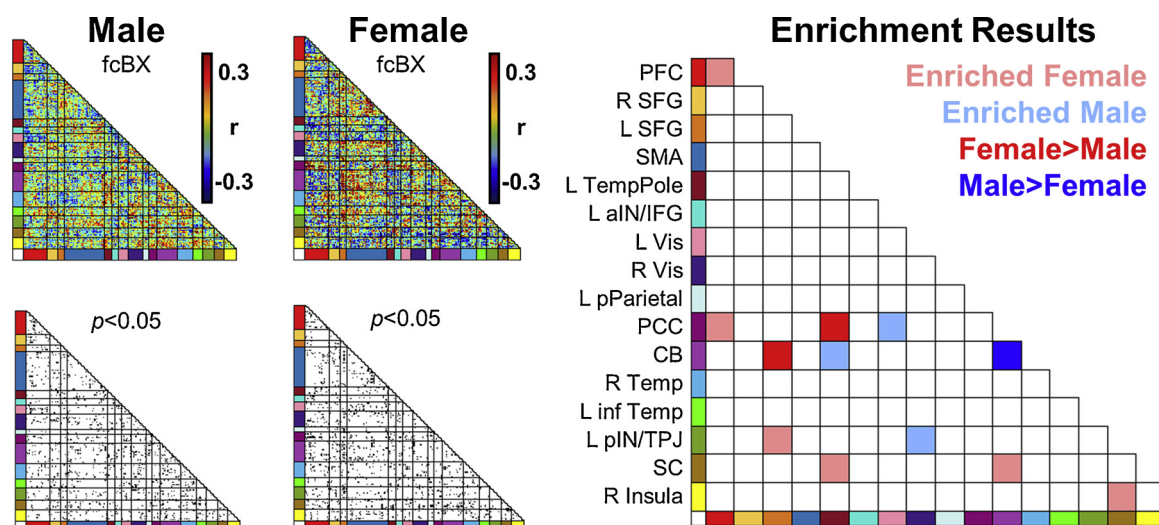 Male
fcBX
0.3
r
-0.3
Female
fcBX
0.3
r
-0.3
p<0.05
p<0.05
Enrichment Results
Enriched Female
Enriched Male
Female>Male
Male>Female
PFC
R SFG
L SFG
SMA
L TempPole
L aIN/IFG
L Vis
R Vis
L pParietal
PCC
CB
R Temp
L inf Temp
L pIN/TPJ
SC
R Insula